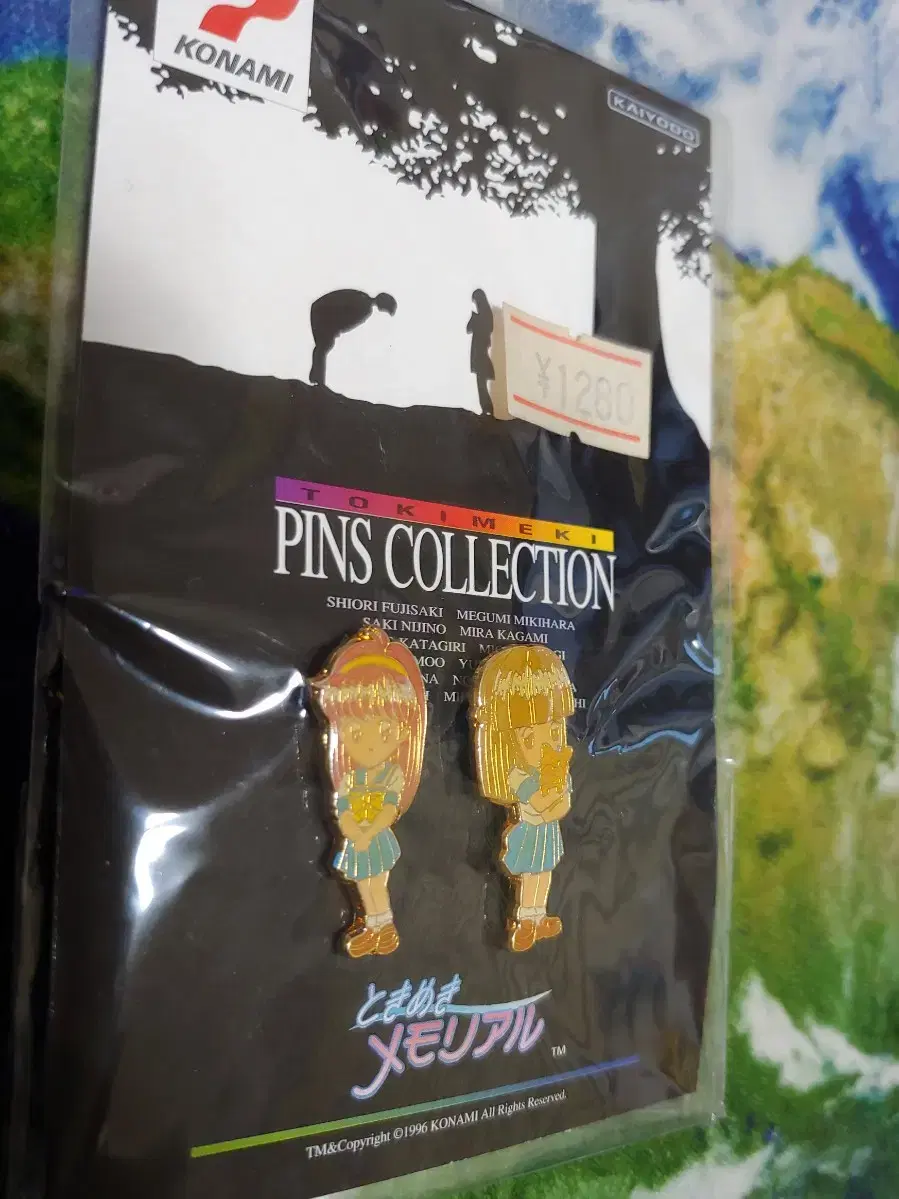 KONAMI
KAIYODO
¥1280
TOKIMEKI
PINS COLLECTION
SHIORI FUJISAKI MEGUMI MIKIHARA
SAKI NIJINO MIRA KAGAMI
KATAGIRI
ときめき
メモリアル
TM
TM&Copyright ©1996 KONAMI All Rights Reserved.